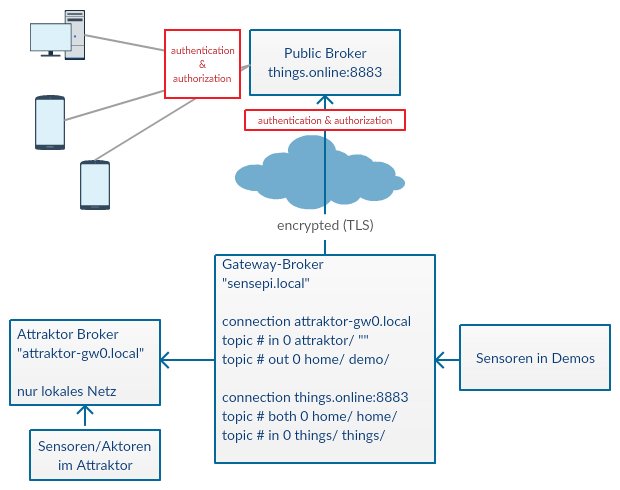 authentication
&
authorization
Public Broker
things.online:8883
authentication & authorization
encrypted (TLS)
Gateway-Broker
"sensepi.local"
connection attraktor-gw0.local
topic # in 0 attraktor/ ""
topic # out 0 home/ demo/
connection things.online:8883
topic # both 0 home/ home/
topic # in 0 things/ things/
Attraktor Broker
"attraktor-gw0.local"
nur lokales Netz
Sensoren/Aktoren
im Attraktor
Sensoren in Demos